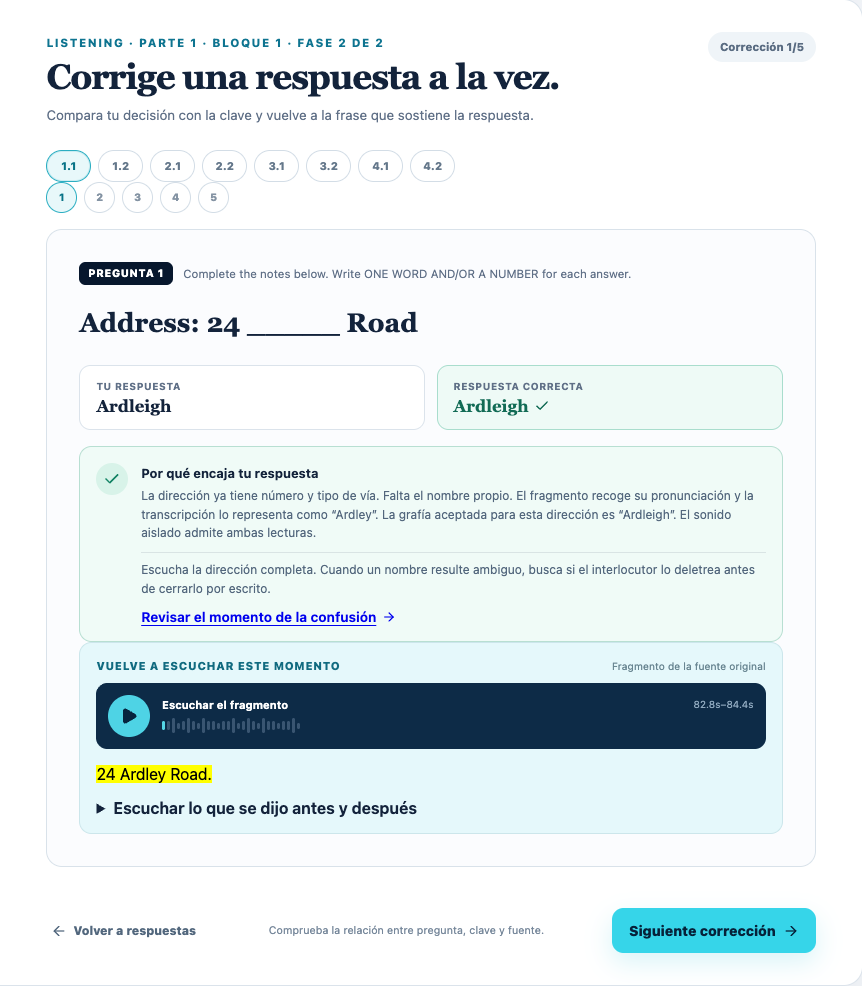 LISTENING · PARTE 1 · BLOQUE 1 · FASE 2 DE 2
Corrección 1/5
Corrige una respuesta a la vez.
Compara tu decisión con la clave y vuelve a la frase que sostiene la respuesta.
1.1 1.2 2.1 2.2 3.1 3.2 4.1 4.2
1 2 3 4 5
PREGUNTA 1 Complete the notes below. Write ONE WORD AND/OR A NUMBER for each answer.
Address: 24 ______ Road
TU RESPUESTA
Ardleigh
RESPUESTA CORRECTA
Ardleigh ✓
Por qué encaja tu respuesta
La dirección ya tiene número y tipo de vía. Falta el nombre propio. El fragmento recoge su pronunciación y la
transcripción lo representa como “Ardley”. La grafía aceptada para esta dirección es “Ardleigh”. El sonido
aislado admite ambas lecturas.
Escucha la dirección completa. Cuando un nombre resulte ambiguo, busca si el interlocutor lo deletrea antes
de cerrarlo por escrito.
Revisar el momento de la confusión →
VUELVE A ESCUCHAR ESTE MOMENTO
Fragmento de la fuente original
Escuchar el fragmento
82.8s–84.4s
24 Ardley Road.
Escuchar lo que se dijo antes y después
← Volver a respuestas
Comprueba la relación entre pregunta, clave y fuente.
Siguiente corrección →